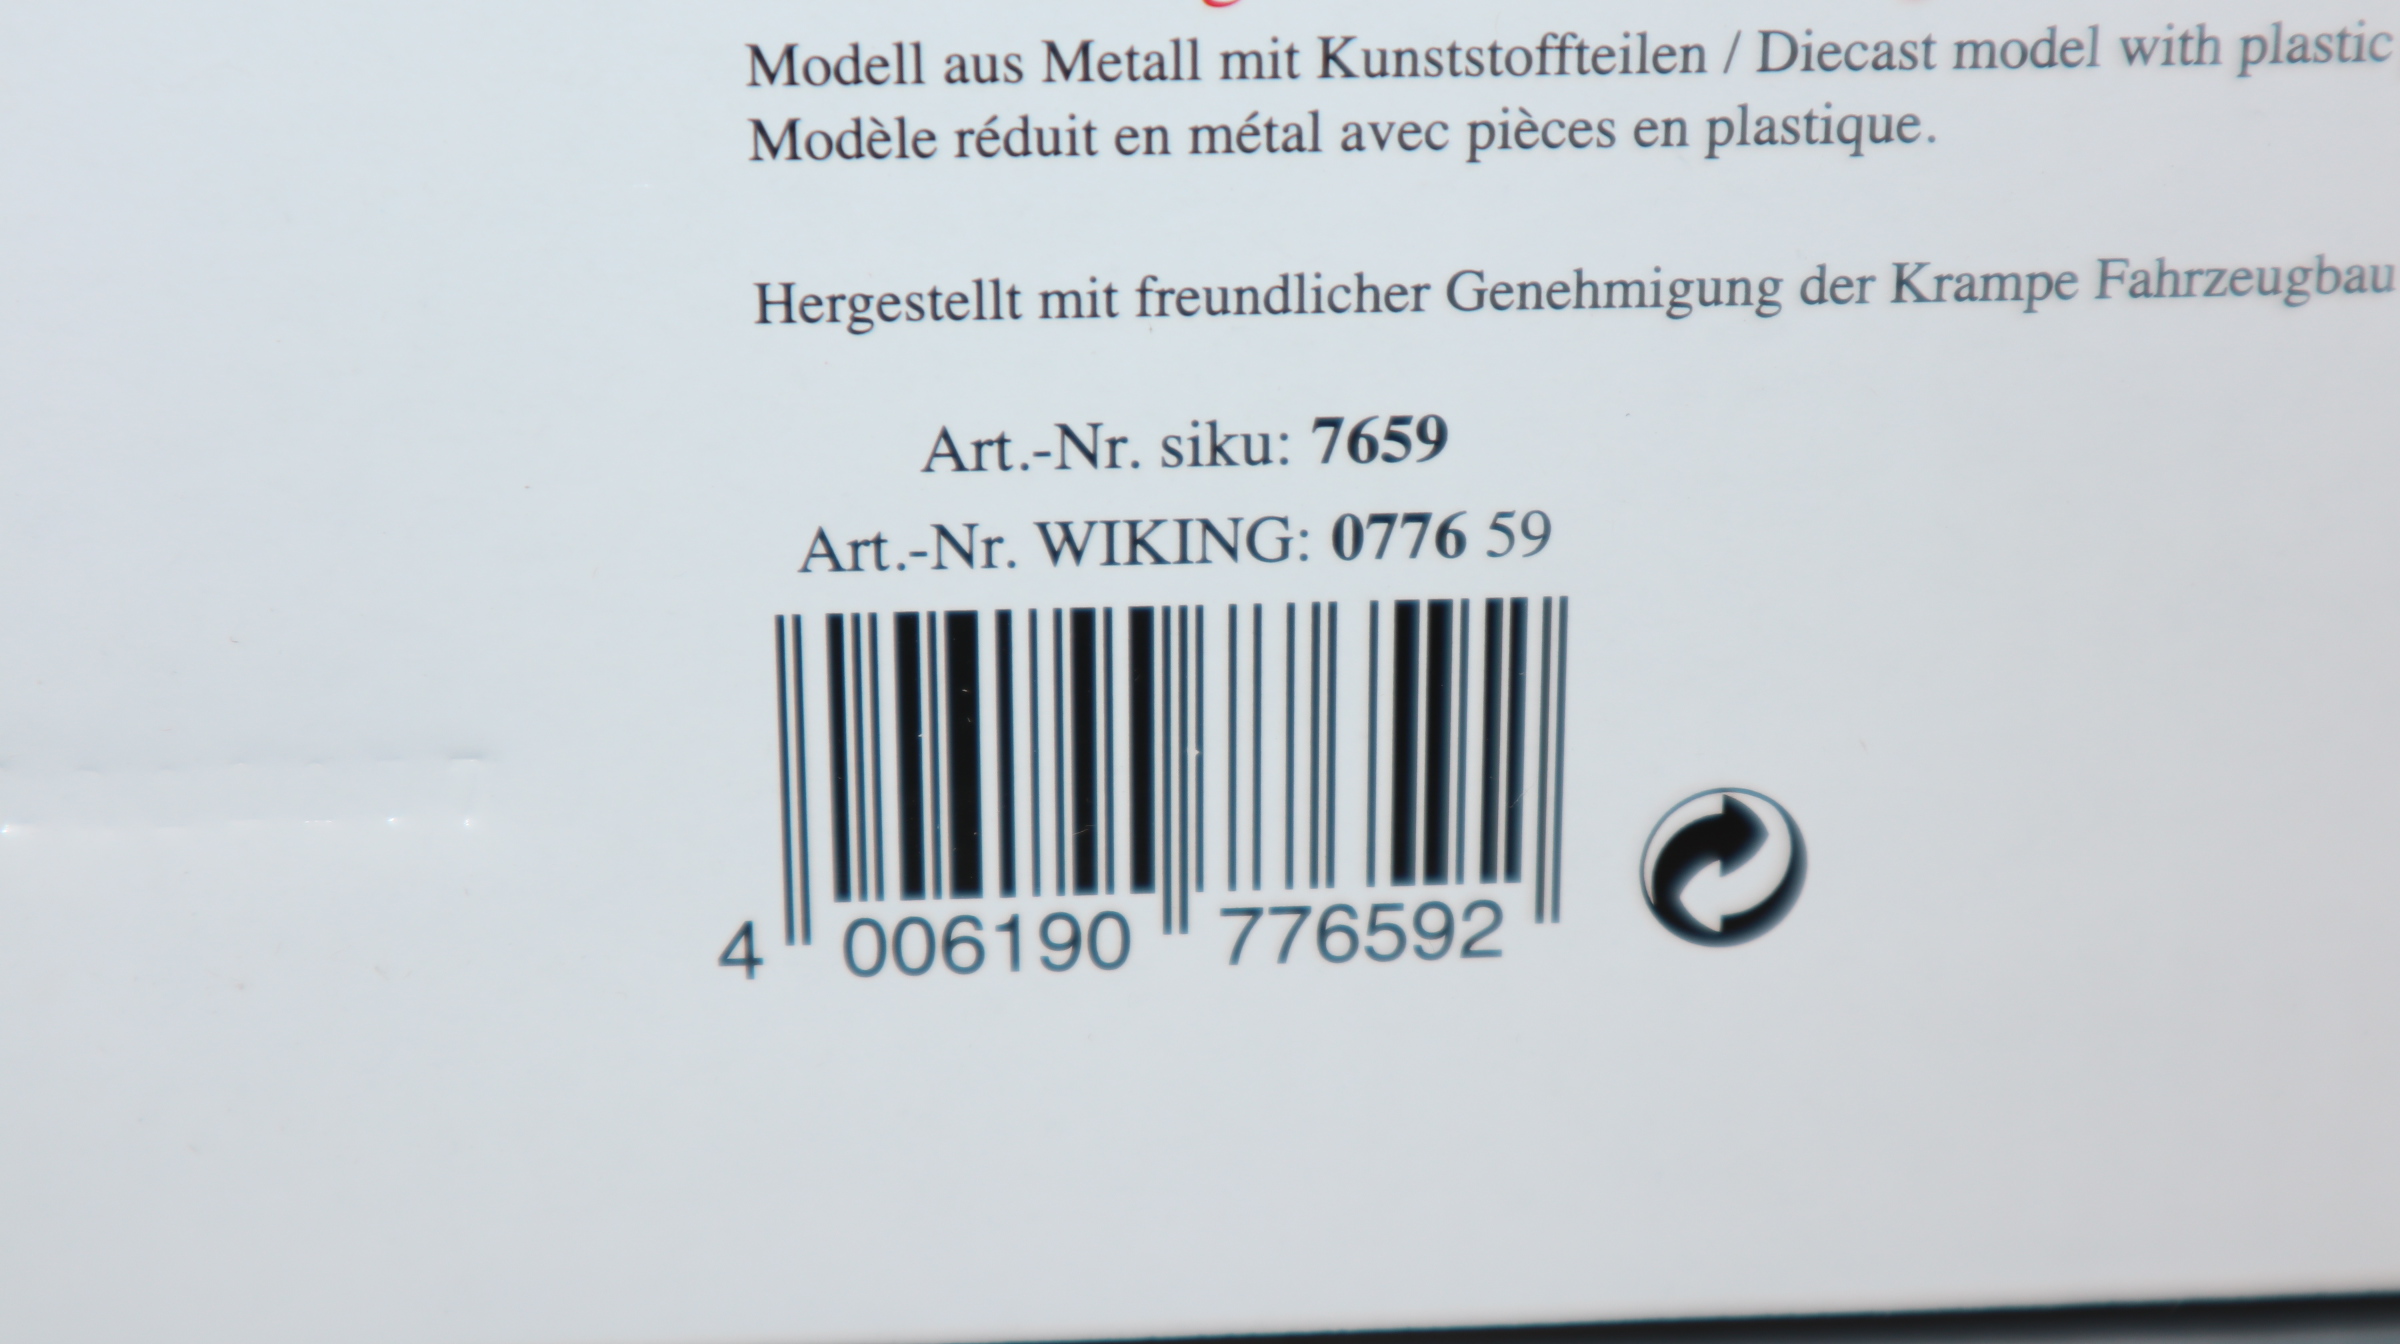 Modell aus Metall mit Kunststoffteilen / Diecast model with plastic
Modèle réduit en métal avec pièces en plastique.
Hergestellt mit freundlicher Genehmigung der Krampe Fahrzeugbau
Art.-Nr. siku: 7659
Art.-Nr. WIKING: 0776 59
4 006190 776592